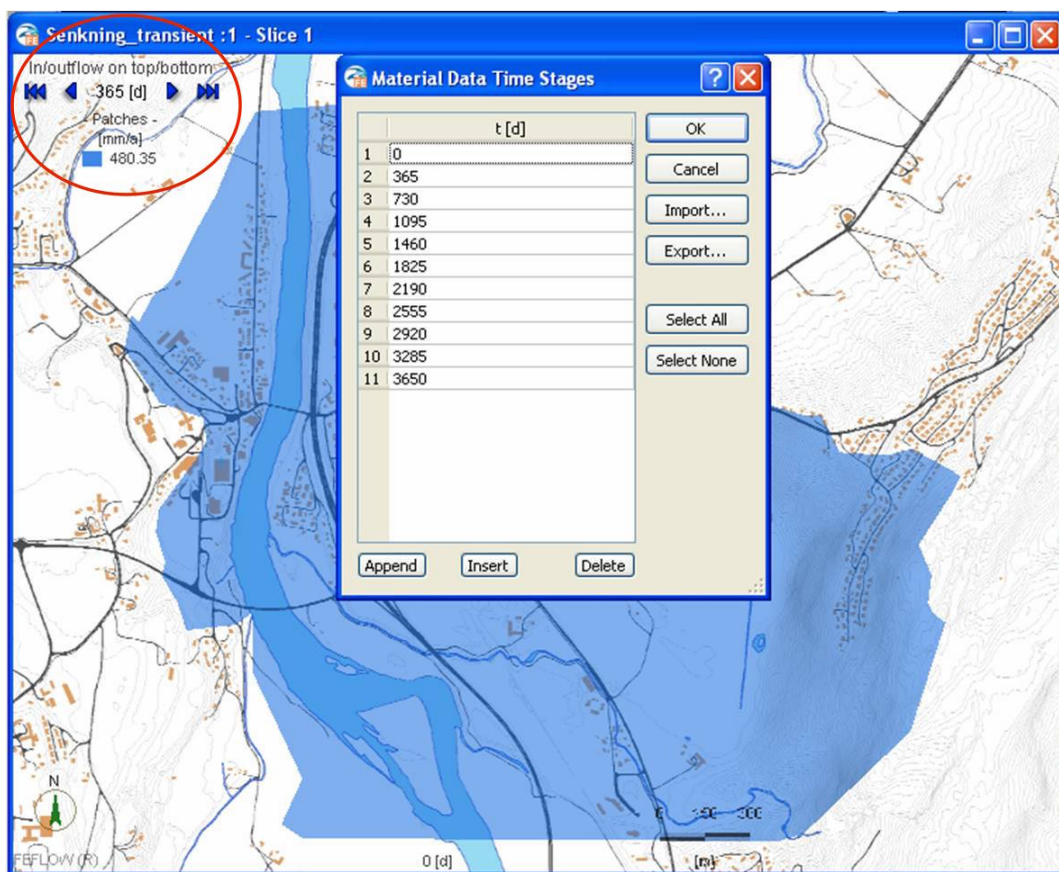 Senkning_transient :1 - Slice 1
In/outflow on top/bottom
365 [d]
- Patches -
[mm/a]
480.35
Material Data Time Stages
t [d]
1 0
2 365
3 730
4 1095
5 1460
6 1825
7 2190
8 2555
9 2920
10 3285
11 3650
OK
Cancel
Import...
Export...
Select All
Select None
Append
Insert
Delete
N
FEFLOW (R)
0 [d]
[m]